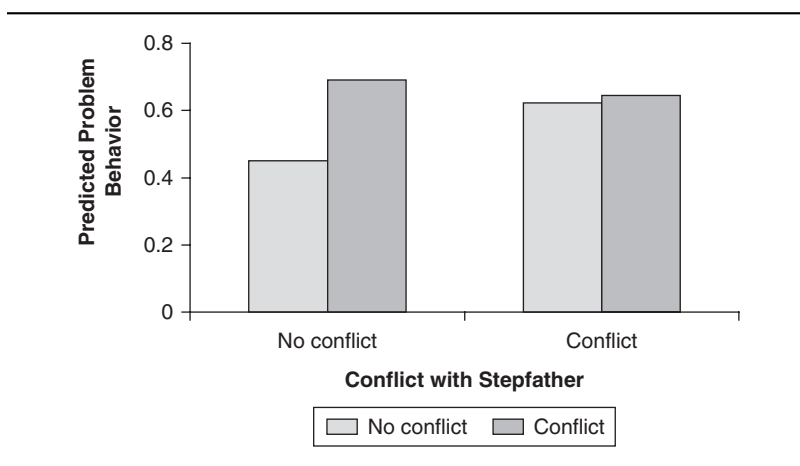 Predicted Problem
Behavior
0.8
0.6
0.4
0.2
0
No conflict
Conflict
Conflict with Stepfather
No conflict Conflict